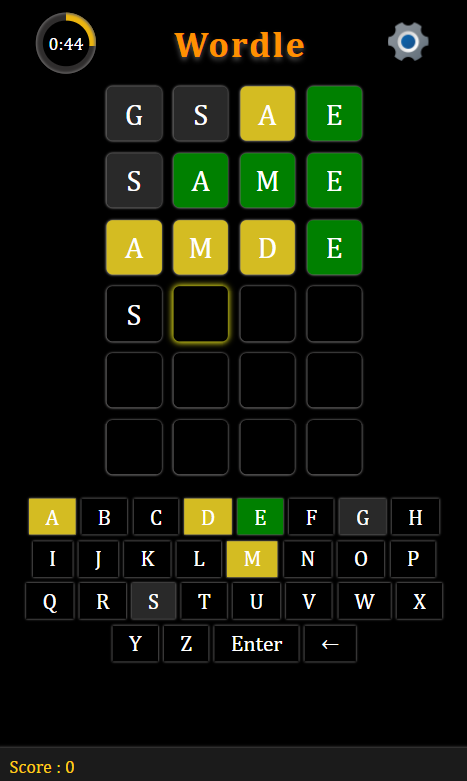 0:44 Wordle
G S A E
S A M E
A M D E
S
A B C D E F G H
I J K L M N O P
Q R S T U V W X
Y Z Enter ←
Score : 0